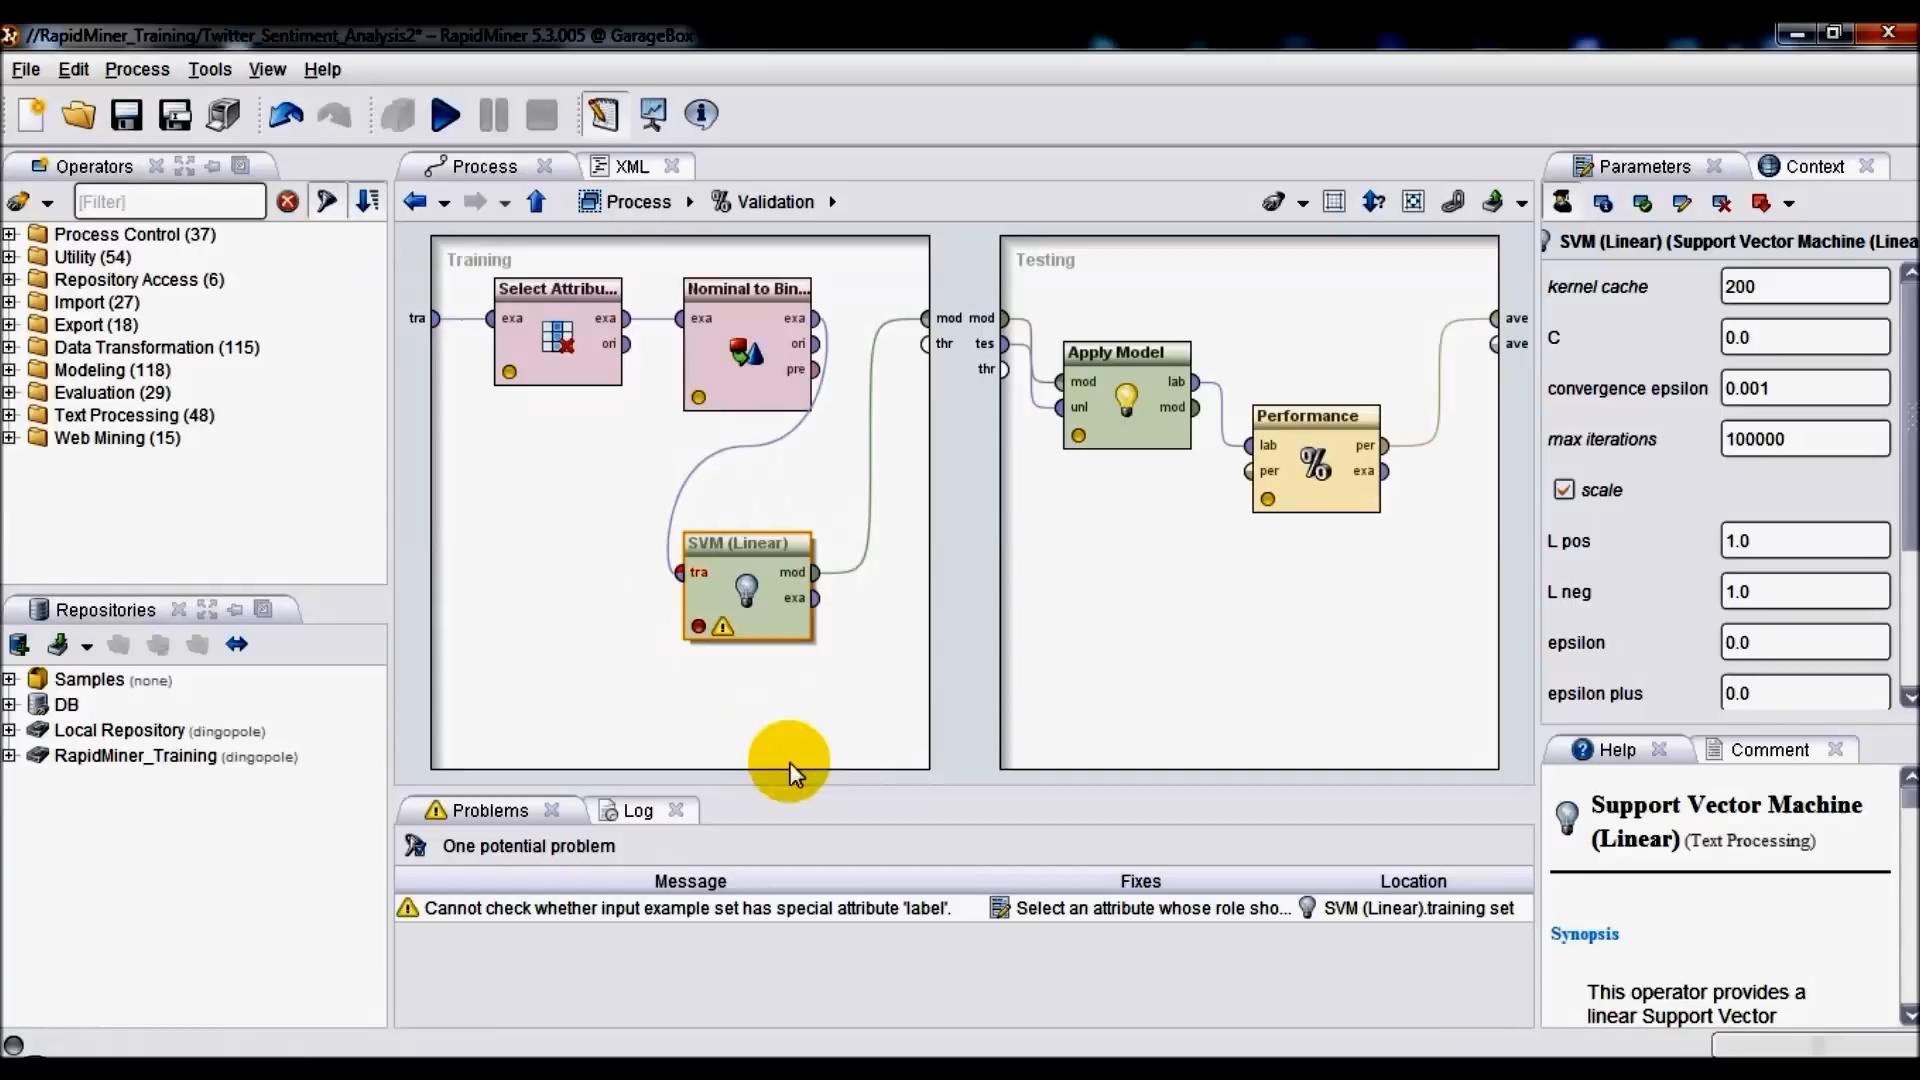 //RapidMiner_Training/Twitter_Sentiment_Analysis2* – RapidMiner 5.3.005 @ GarageBox
File Edit Process Tools View Help
Operators
[Filter]
Process Control (37)
Utility (54)
Repository Access (6)
Import (27)
Export (18)
Data Transformation (115)
Modeling (118)
Evaluation (29)
Text Processing (48)
Web Mining (15)
Repositories
Samples (none)
DB
Local Repository (dingopole)
RapidMiner_Training (dingopole)
Process XML
Process Validation
Training
tra
Select Attribu...
exa exa
ori
Nominal to Bin...
exa exa
ori
pre
SVM (Linear)
tra mod
exa
mod
thr
Testing
mod
tes
thr
Apply Model
mod lab
unl mod
Performance
lab per
per exa
ave
ave
Problems Log
One potential problem
Message Fixes Location
Cannot check whether input example set has special attribute 'label'. Select an attribute whose role sho... SVM (Linear).training set
Parameters Context
SVM (Linear) (Support Vector Machine (Linea
kernel cache 200
C 0.0
convergence epsilon 0.001
max iterations 100000
scale
L pos 1.0
L neg 1.0
epsilon 0.0
epsilon plus 0.0
Help Comment
Support Vector Machine
(Linear) (Text Processing)
Synopsis
This operator provides a
linear Support Vector